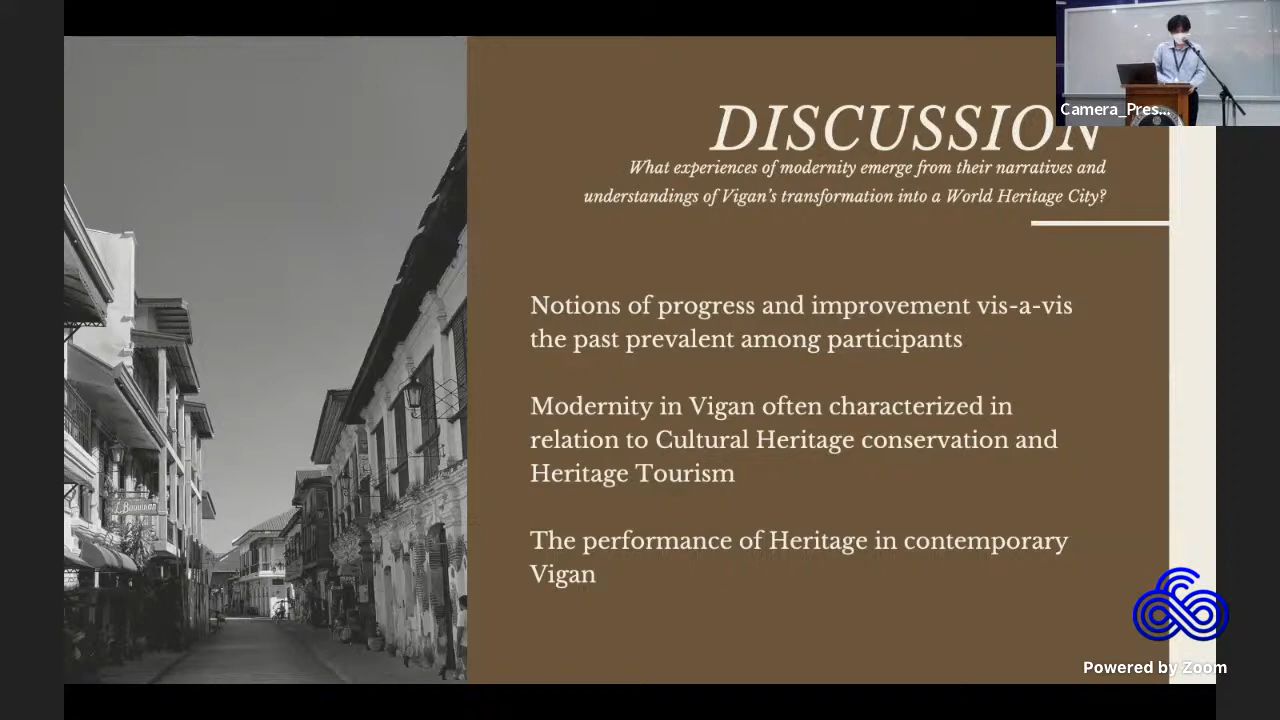 DISCUSSION
What experiences of modernity emerge from their narratives and
understandings of Vigan's transformation into a World Heritage City?
Notions of progress and improvement vis-a-vis
the past prevalent among participants
Modernity in Vigan often characterized in
relation to Cultural Heritage conservation and
Heritage Tourism
The performance of Heritage in contemporary
Vigan
Camera_Pres...
Powered by Zoom